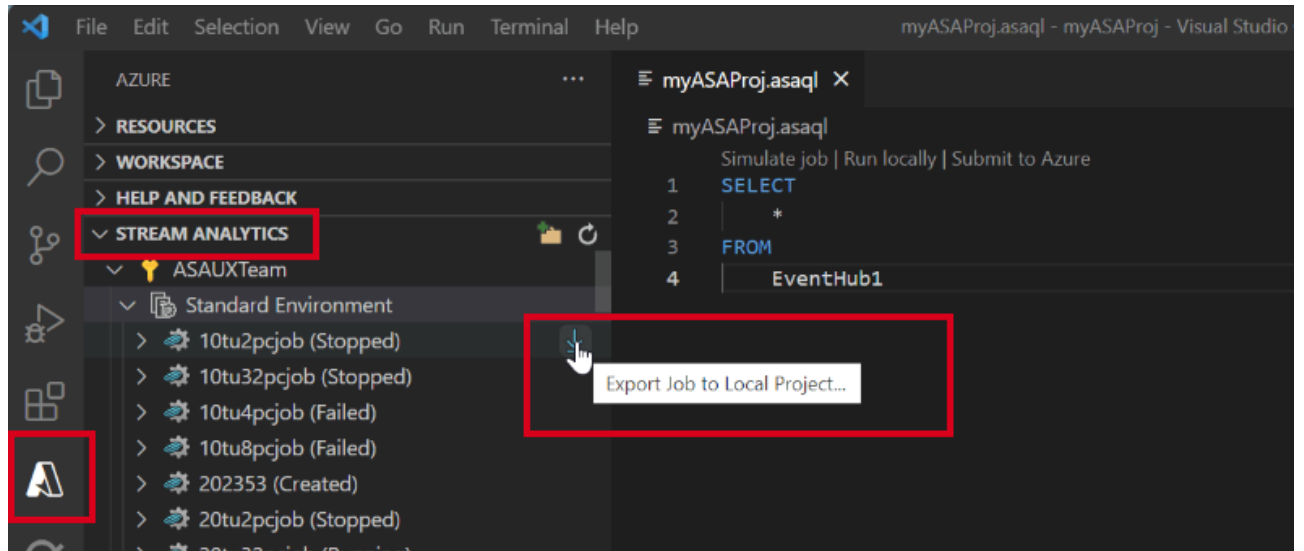 File Edit Selection View Go Run Terminal Help myASAProj.asaql - myASAProj - Visual Studio
AZURE ···
RESOURCES
WORKSPACE
HELP AND FEEDBACK
STREAM ANALYTICS
ASAUXTeam
Standard Environment
10tu2pcjob (Stopped)
10tu32pcjob (Stopped)
10tu4pcjob (Failed)
10tu8pcjob (Failed)
202353 (Created)
20tu2pcjob (Stopped)
Export Job to Local Project...
myASAProj.asaql
myASAProj.asaql
Simulate job | Run locally | Submit to Azure
1 SELECT
2 *
3 FROM
4 EventHub1